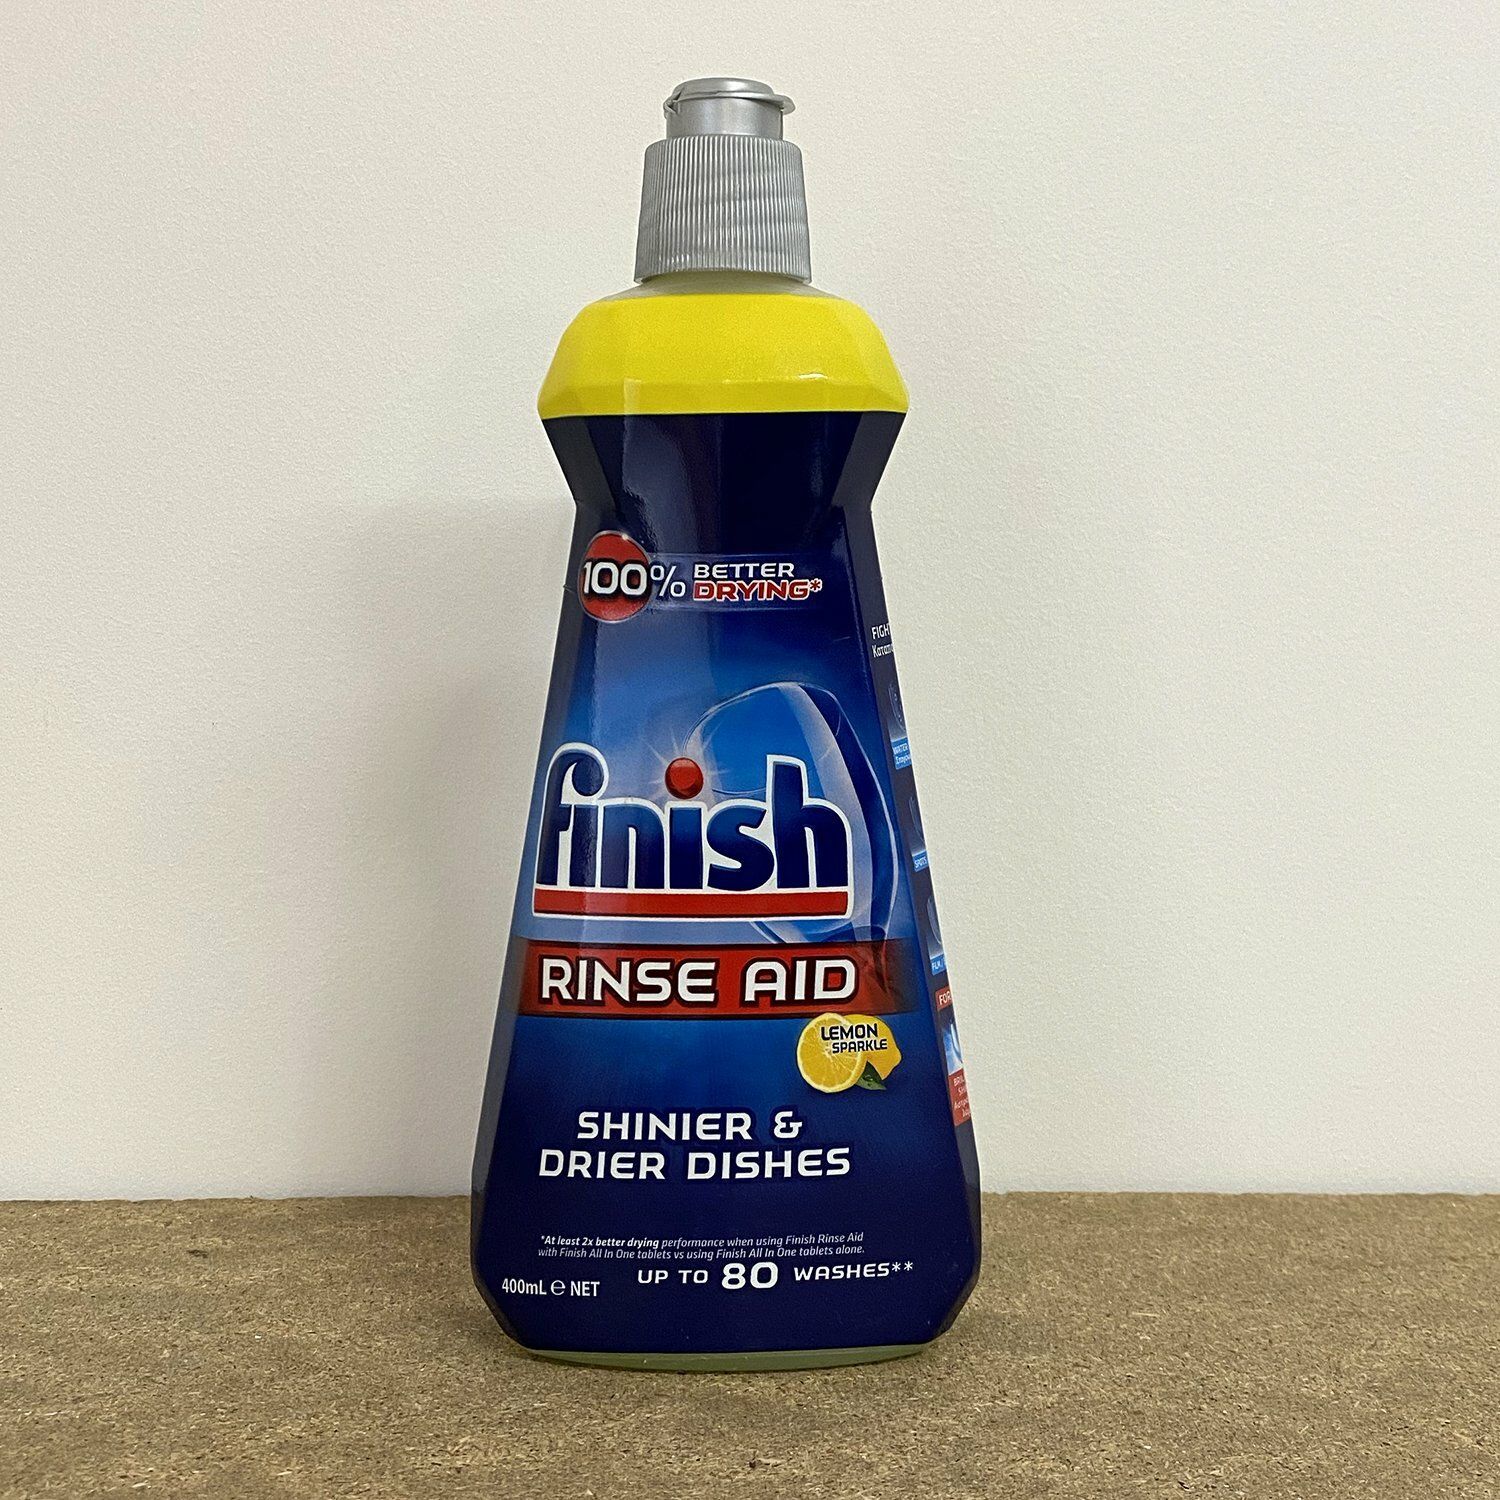 100% BETTER
DRYING*
finish
RINSE AID
LEMON
SPARKLE
SHINIER &
DRIER DISHES
*At least 2x better drying performance when using Finish Rinse Aid
with Finish All In One tablets vs using Finish All In One tablets alone.
400mL ℮ NET
UP TO 80 WASHES**
SPOTS